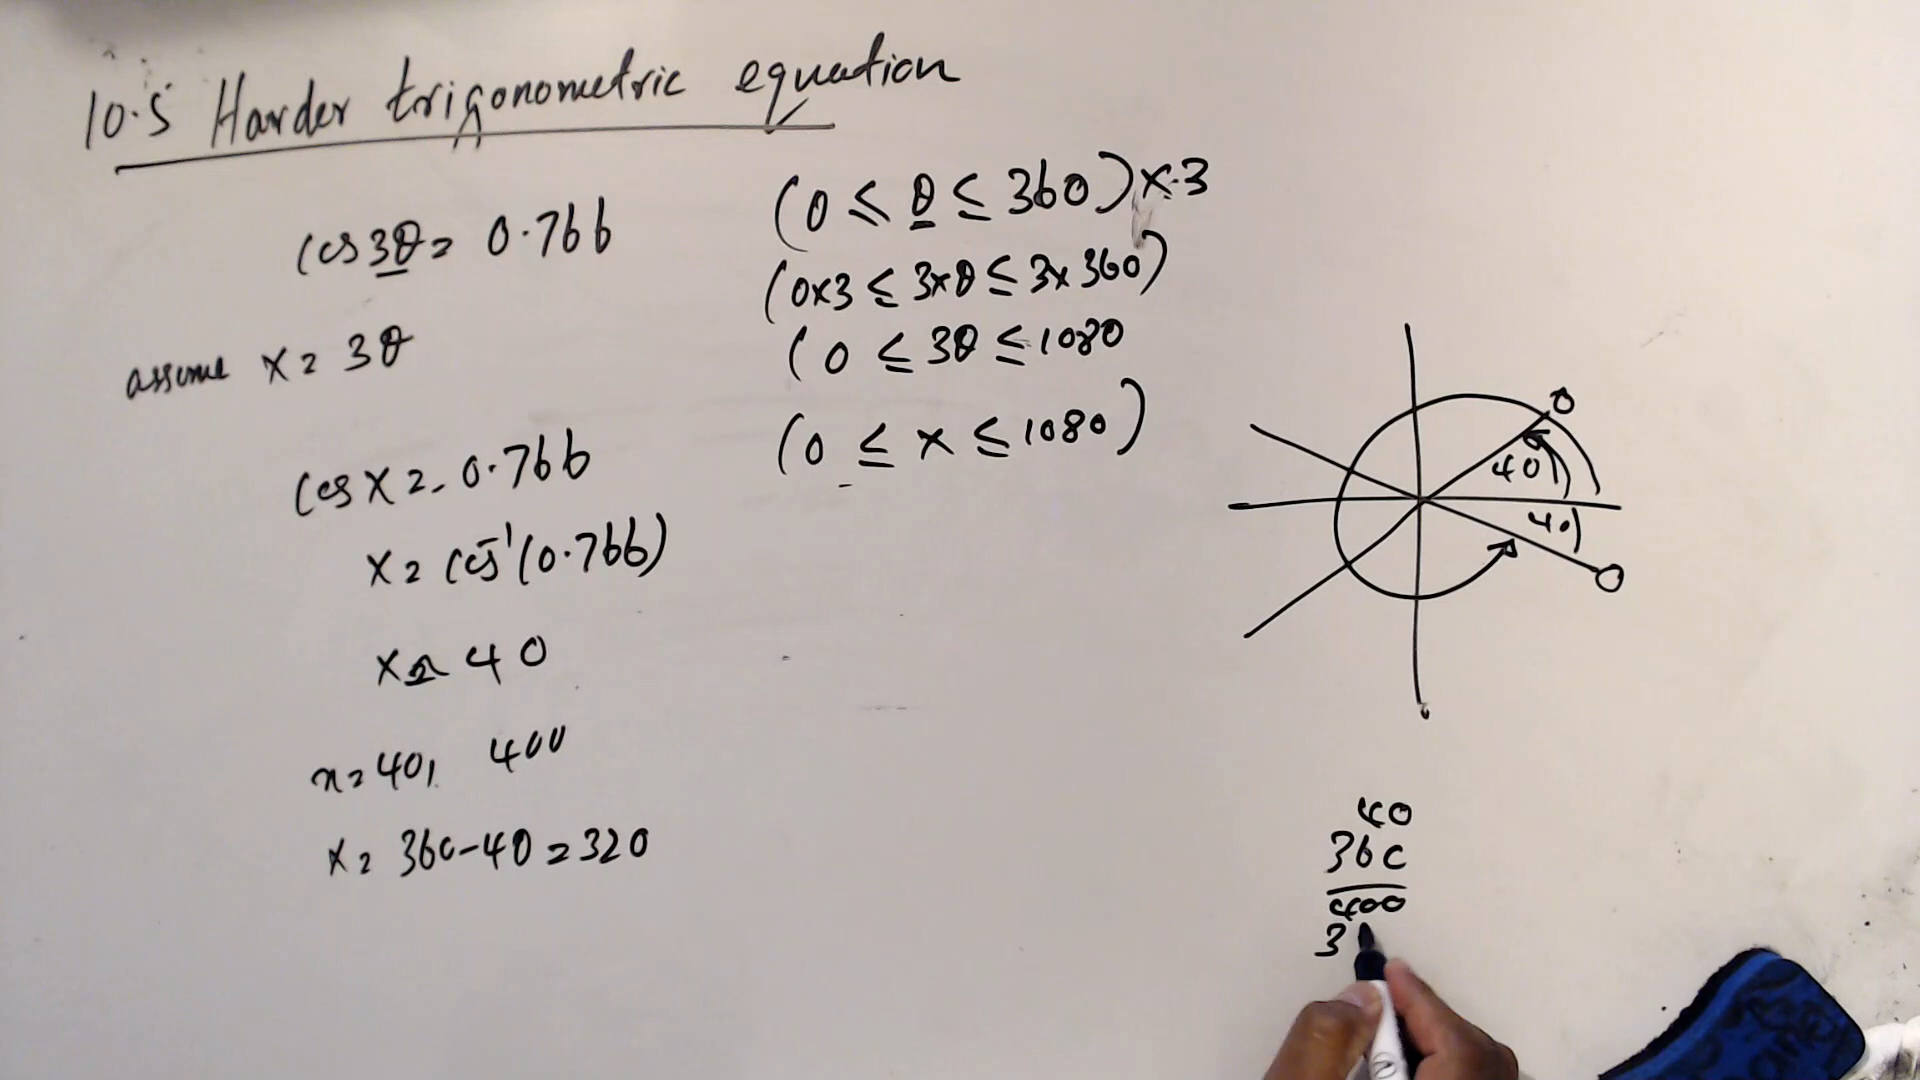 10.5 Harder trigonometric equation
cos3θ = 0.766
(0 ≤ θ ≤ 360)×3
(0×3 ≤ 3×θ ≤ 3×360)
(0 ≤ 3θ ≤ 1080
assume x = 3θ
(0 ≤ x ≤ 1080)
cos x = 0.766
x = cos⁻¹(0.766)
x = 40
x = 40, 400
x = 360-40 = 320
40
40
40
360
400
3